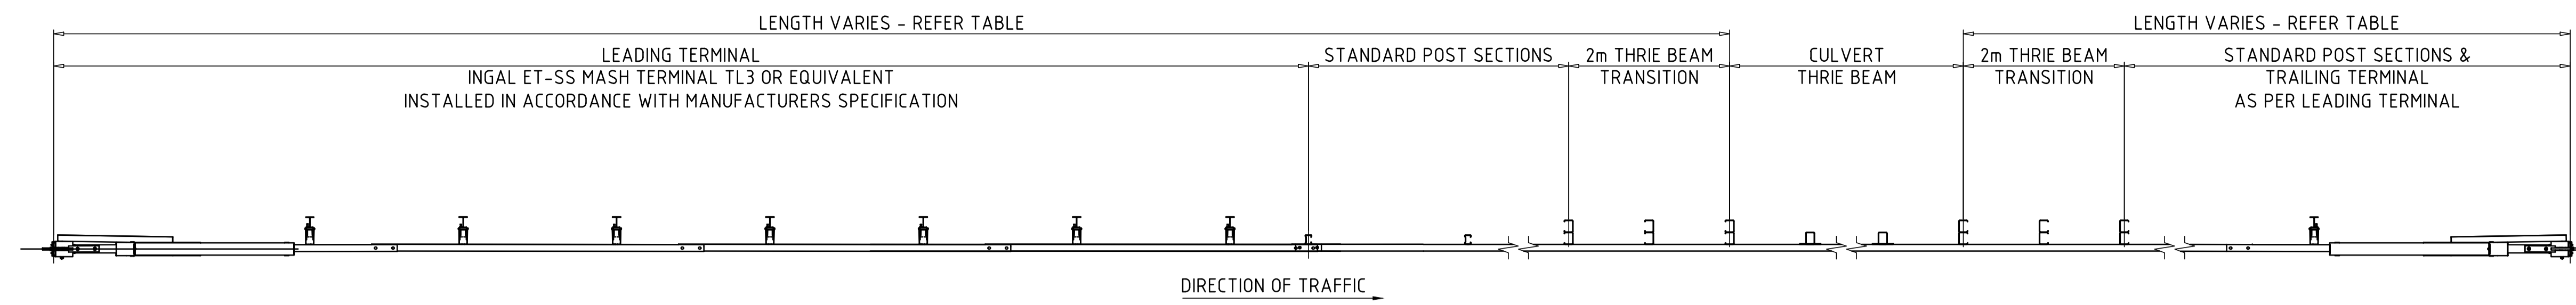 LENGTH VARIES - REFER TABLE
LENGTH VARIES - REFER TABLE
LEADING TERMINAL
INGAL ET-SS MASH TERMINAL TL3 OR EQUIVALENT
INSTALLED IN ACCORDANCE WITH MANUFACTURERS SPECIFICATION
STANDARD POST SECTIONS
2m THRIE BEAM
TRANSITION
CULVERT
THRIE BEAM
2m THRIE BEAM
TRANSITION
STANDARD POST SECTIONS &
TRAILING TERMINAL
AS PER LEADING TERMINAL
DIRECTION OF TRAFFIC